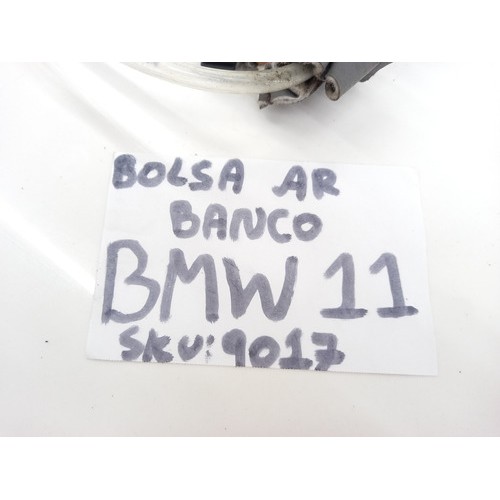 BOLSA AR
BANCO
BMW 11
SKU: 9017